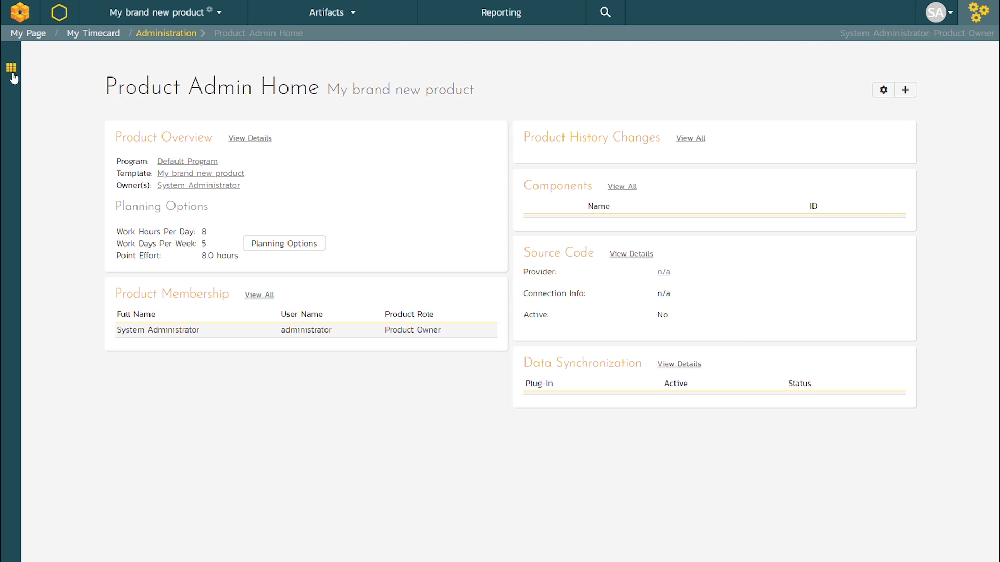 My brand new product
Artifacts
Reporting
SA
My Page / My Timecard / Administration Product Admin Home
System Administrator: Product Owner
Product Admin Home My brand new product
Product Overview View Details
Program: Default Program
Template: My brand new product
Owner(s): System Administrator
Planning Options
Work Hours Per Day: 8
Work Days Per Week: 5
Planning Options
Point Effort: 8.0 hours
Product Membership View All
Full Name User Name Product Role
System Administrator administrator Product Owner
Product History Changes View All
Components View All
Name ID
Source Code View Details
Provider: n/a
Connection Info: n/a
Active: No
Data Synchronization View Details
Plug-In Active Status